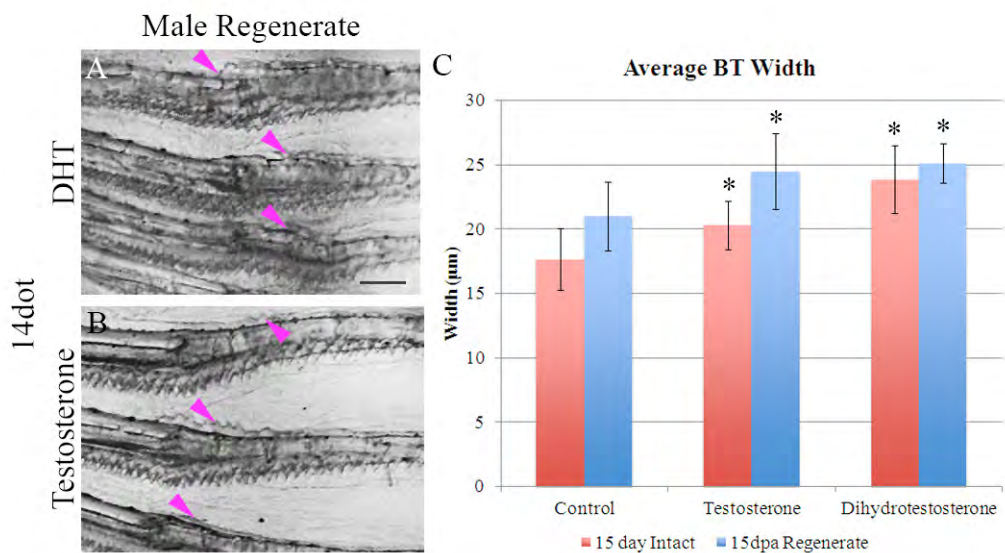 Male Regenerate
A
DHT
14dot
B
Testosterone
C
Average BT Width
Width (µm)
30
25
20
15
10
5
0
*
*
*
*
Control
Testosterone
Dihydrotestosterone
15 day Intact
15dpa Regenerate